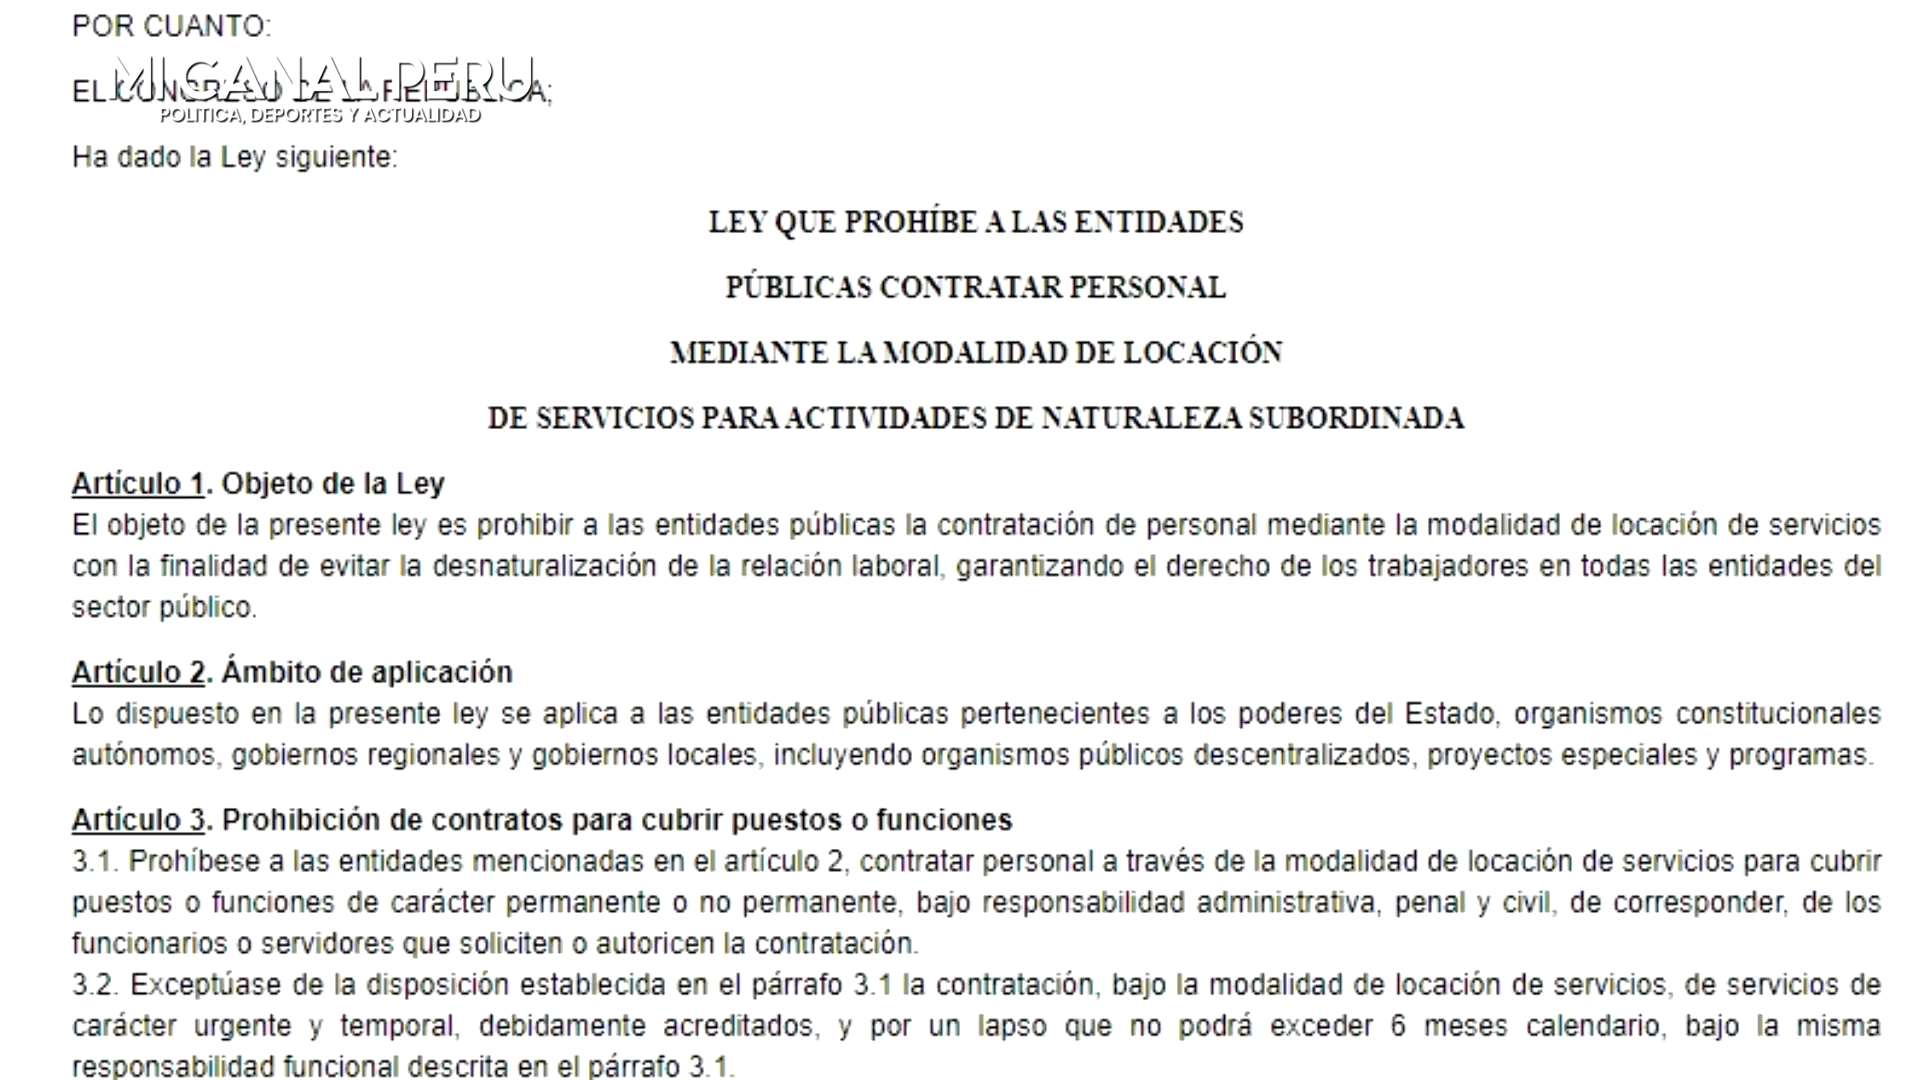 POR CUANTO:
MI CANAL PERU
EL CONGRESO DE LA REPÚBLICA;
POLITICA, DEPORTES Y ACTUALIDAD
Ha dado la Ley siguiente:
LEY QUE PROHÍBE A LAS ENTIDADES
PÚBLICAS CONTRATAR PERSONAL
MEDIANTE LA MODALIDAD DE LOCACIÓN
DE SERVICIOS PARA ACTIVIDADES DE NATURALEZA SUBORDINADA
Artículo 1. Objeto de la Ley
El objeto de la presente ley es prohibir a las entidades públicas la contratación de personal mediante la modalidad de locación de servicios
con la finalidad de evitar la desnaturalización de la relación laboral, garantizando el derecho de los trabajadores en todas las entidades del
sector público.
Artículo 2. Ámbito de aplicación
Lo dispuesto en la presente ley se aplica a las entidades públicas pertenecientes a los poderes del Estado, organismos constitucionales
autónomos, gobiernos regionales y gobiernos locales, incluyendo organismos públicos descentralizados, proyectos especiales y programas.
Artículo 3. Prohibición de contratos para cubrir puestos o funciones
3.1. Prohíbese a las entidades mencionadas en el artículo 2, contratar personal a través de la modalidad de locación de servicios para cubrir
puestos o funciones de carácter permanente o no permanente, bajo responsabilidad administrativa, penal y civil, de corresponder, de los
funcionarios o servidores que soliciten o autoricen la contratación.
3.2. Exceptúase de la disposición establecida en el párrafo 3.1 la contratación, bajo la modalidad de locación de servicios, de servicios de
carácter urgente y temporal, debidamente acreditados, y por un lapso que no podrá exceder 6 meses calendario, bajo la misma
responsabilidad funcional descrita en el párrafo 3.1.